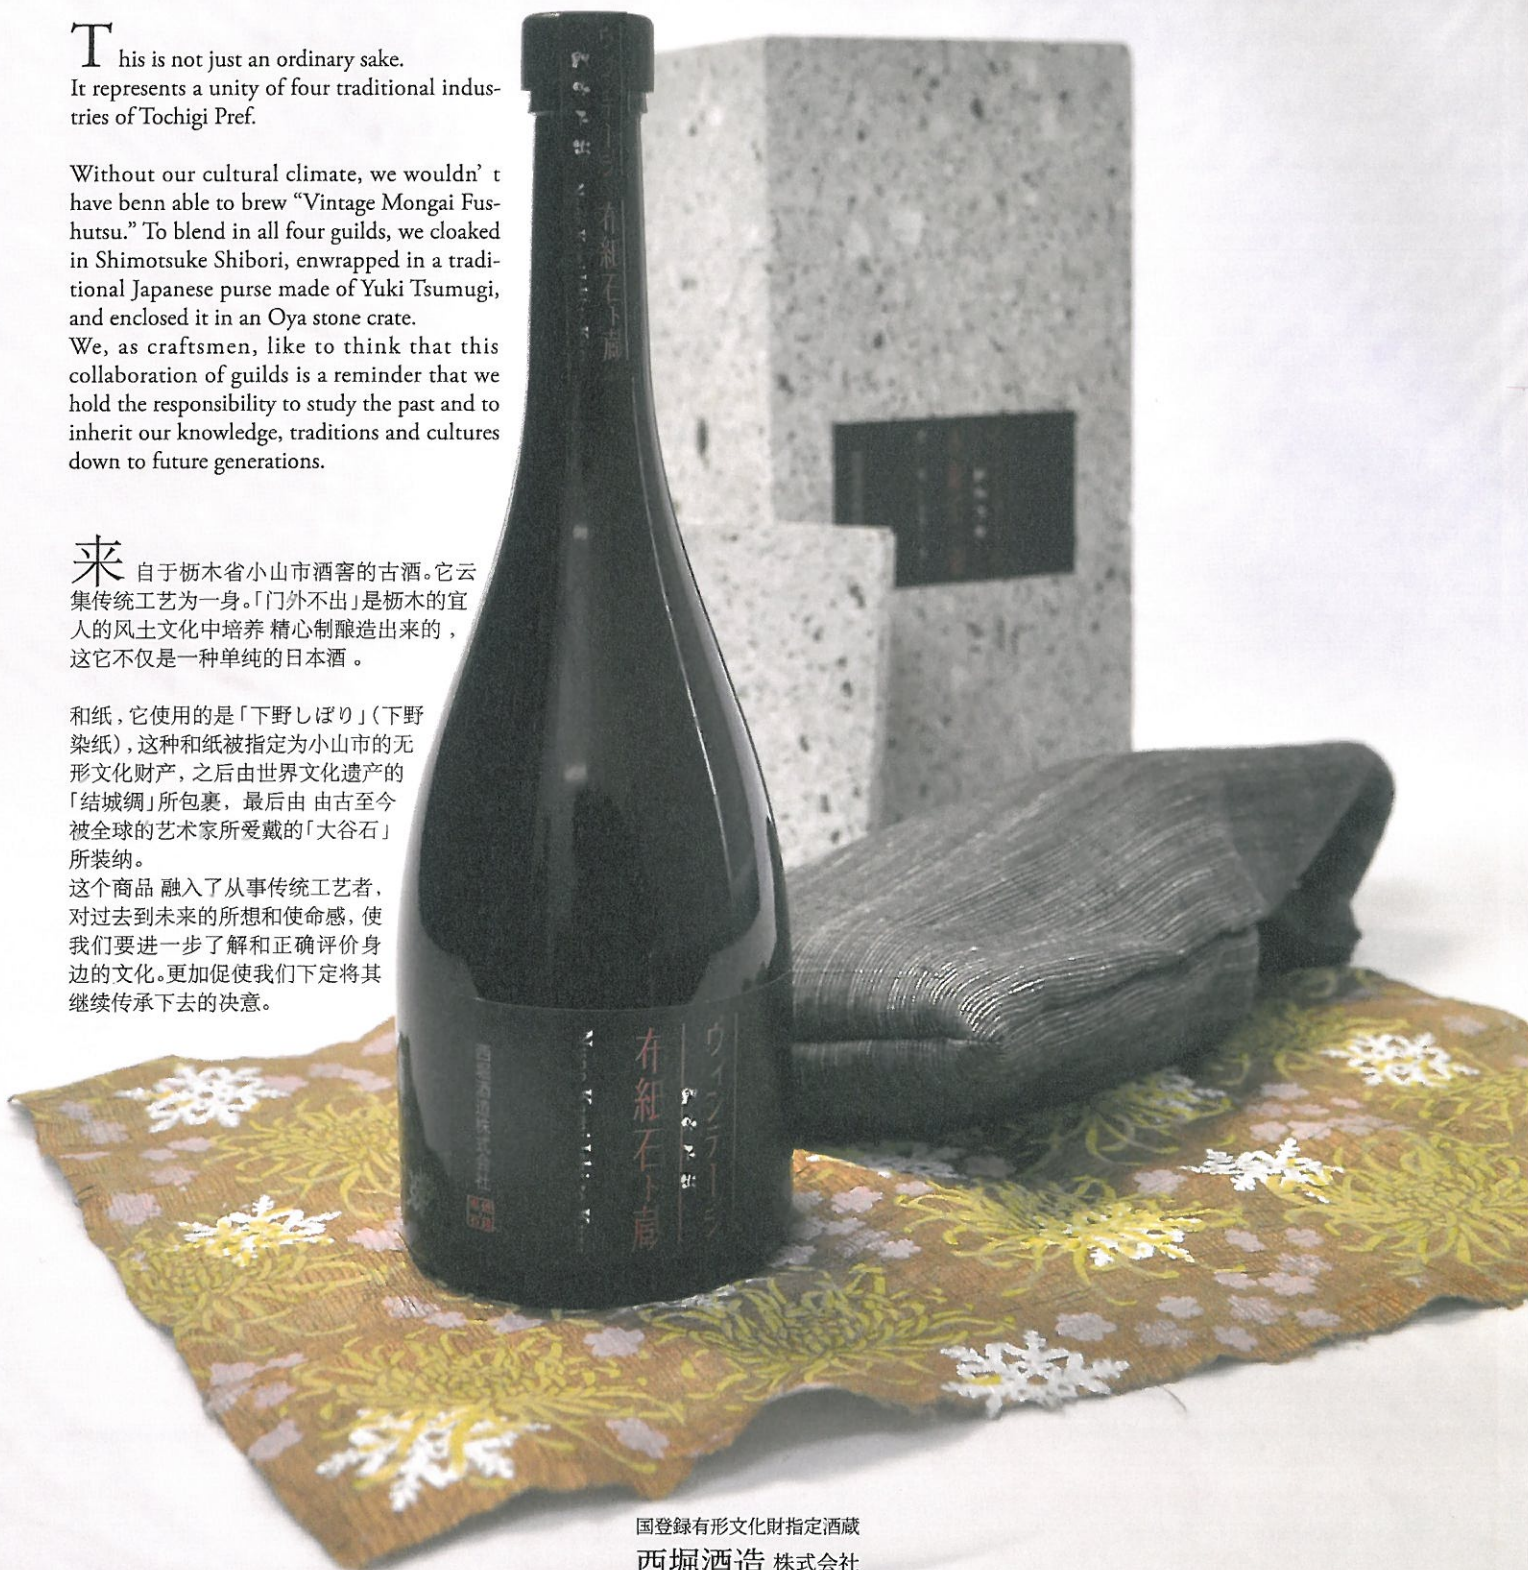 This is not just an ordinary sake.
It represents a unity of four traditional indus-
tries of Tochigi Pref.
Without our cultural climate, we wouldn’ t
have benn able to brew “Vintage Mongai Fus-
hutsu.” To blend in all four guilds, we cloaked
in Shimotsuke Shibori, enwrapped in a tradi-
tional Japanese purse made of Yuki Tsumugi,
and enclosed it in an Oya stone crate.
We, as craftsmen, like to think that this
collaboration of guilds is a reminder that we
hold the responsibility to study the past and to
inherit our knowledge, traditions and cultures
down to future generations.
来自于枥木省小山市酒窖的古酒。它云
集传统工艺为一身。「门外不出」是枥木的宜
人的风土文化中培养 精心制酿造出来的，
这它不仅是一种单纯的日本酒 。
和纸，它使用的是「下野しぼり」（下野
染纸），这种和纸被指定为小山市的无
形文化财产，之后由世界文化遗产的
「结城绸」所包裹，最后由 由古至今
被全球的艺术家所爱戴的「大谷石」
所装纳。
这个商品 融入了从事传统工艺者，
对过去到未来的所想和使命感，使
我们要进一步了解和正确评价身
边的文化。更加促使我们下定将其
继续传承下去的决意。
ヴィンテージ
布紙石ト蔵
国登録有形文化財指定酒蔵
西堀酒造 株式会社